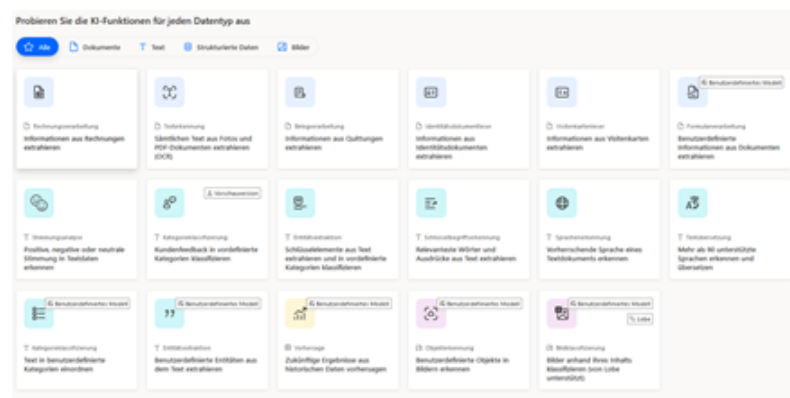 Probieren Sie die KI-Funktionen für jeden Datentyp aus
Alle
Dokumente
Text
Strukturierte Daten
Bilder
Rechnungsverarbeitung
Informationen aus Rechnungen
extrahieren
Texterkennung
Sämtlichen Text aus Fotos und
PDF-Dokumenten extrahieren
(OCR)
Belegverarbeitung
Informationen aus Quittungen
extrahieren
Identitätsdokumentleser
Informationen aus
Identitätsdokumenten
extrahieren
Visitenkartenleser
Informationen aus Visitenkarten
extrahieren
Benutzerdefiniertes Modell
Formularverarbeitung
Benutzerdefinierte
Informationen aus Dokumenten
extrahieren
Stimmungsanalyse
Positive, negative oder neutrale
Stimmung in Textdaten
erkennen
Vorschauversion
Kategorieklassifizierung
Kundenfeedback in vordefinierte
Kategorien klassifizieren
Entitätsextraktion
Schlüsselelemente aus Text
extrahieren und in vordefinierte
Kategorien klassifizieren
Schlüsselbegriffserkennung
Relevanteste Wörter und
Ausdrücke aus Text extrahieren
Spracherkennung
Vorherrschende Sprache eines
Textdokuments erkennen
Textübersetzung
Mehr als 90 unterstützte
Sprachen erkennen und
übersetzen
Benutzerdefiniertes Modell
Kategorieklassifizierung
Text in benutzerdefinierte
Kategorien einordnen
Benutzerdefiniertes Modell
Entitätsextraktion
Benutzerdefinierte Entitäten aus
dem Text extrahieren
Benutzerdefiniertes Modell
Vorhersage
Zukünftige Ergebnisse aus
historischen Daten vorhersagen
Benutzerdefiniertes Modell
Objekterkennung
Benutzerdefinierte Objekte in
Bildern erkennen
Benutzerdefiniertes Modell
Lobe
Bildklassifizierung
Bilder anhand ihres Inhalts
klassifizieren (von Lobe
unterstützt)